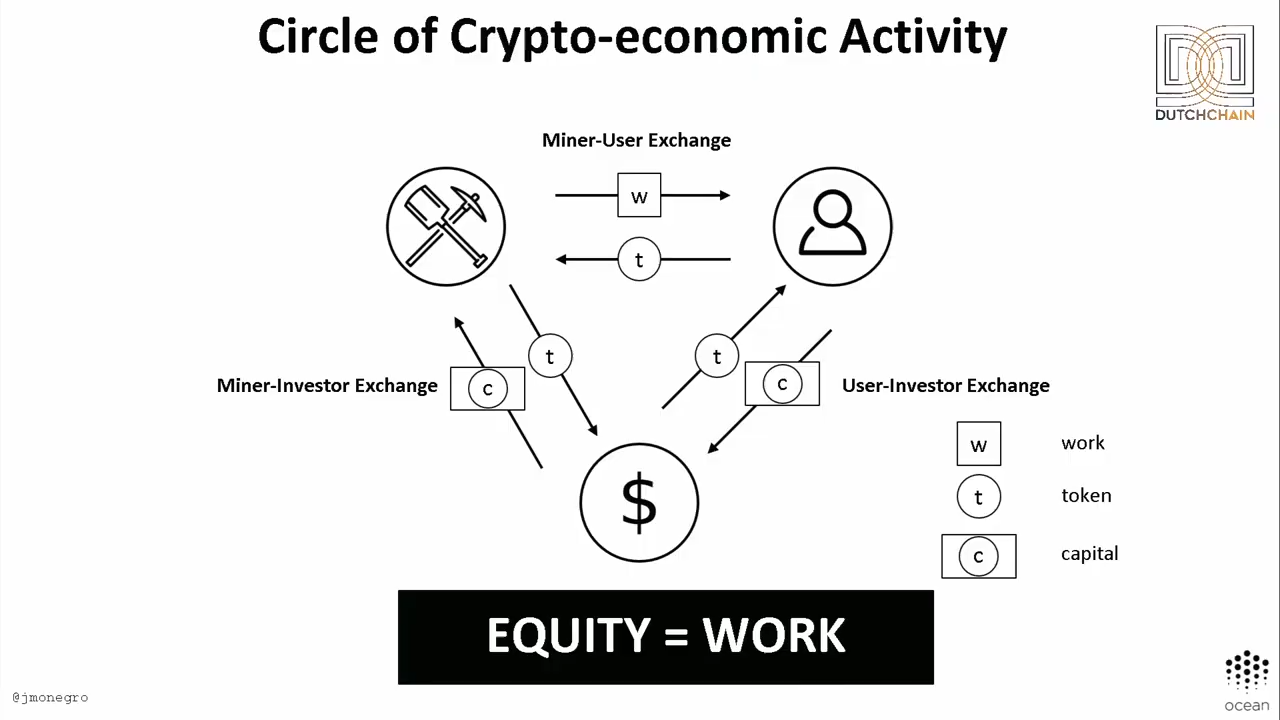 Circle of Crypto-economic Activity
DUTCHCHAIN
Miner-User Exchange
w
t
t
t
Miner-Investor Exchange
c
c
User-Investor Exchange
$
w work
t token
c capital
EQUITY = WORK
@jmonegro
ocean